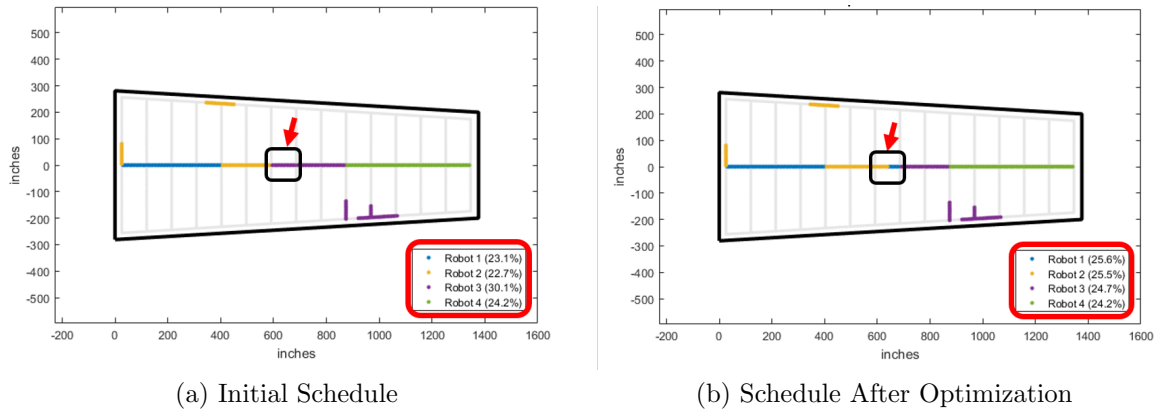 500
400
300
200
100
0
-100
-200
-300
-400
-500
inches
-200 0 200 400 600 800 1000 1200 1400 1600
inches
Robot 1 (23.1%)
Robot 2 (22.7%)
Robot 3 (30.1%)
Robot 4 (24.2%)
(a) Initial Schedule
500
400
300
200
100
0
-100
-200
-300
-400
-500
inches
-200 0 200 400 600 800 1000 1200 1400 1600
inches
Robot 1 (25.6%)
Robot 2 (25.5%)
Robot 3 (24.7%)
Robot 4 (24.2%)
(b) Schedule After Optimization